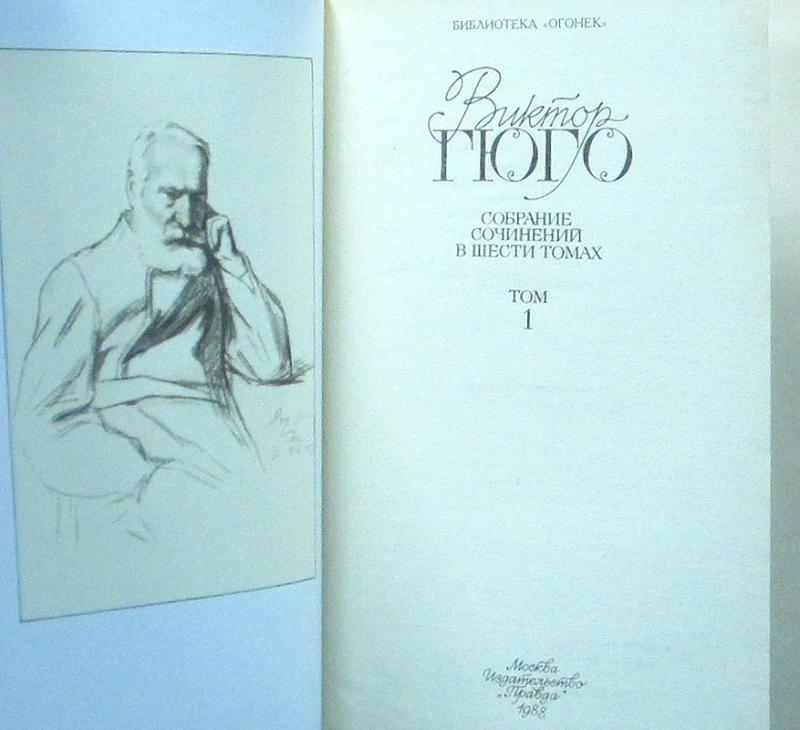 БИБЛИОТЕКА «ОГОНЕК»
Виктор
ГЮГО
СОБРАНИЕ
СОЧИНЕНИЙ
В ШЕСТИ ТОМАХ
ТОМ
1
Москва
Издательство
„Правда“
1988